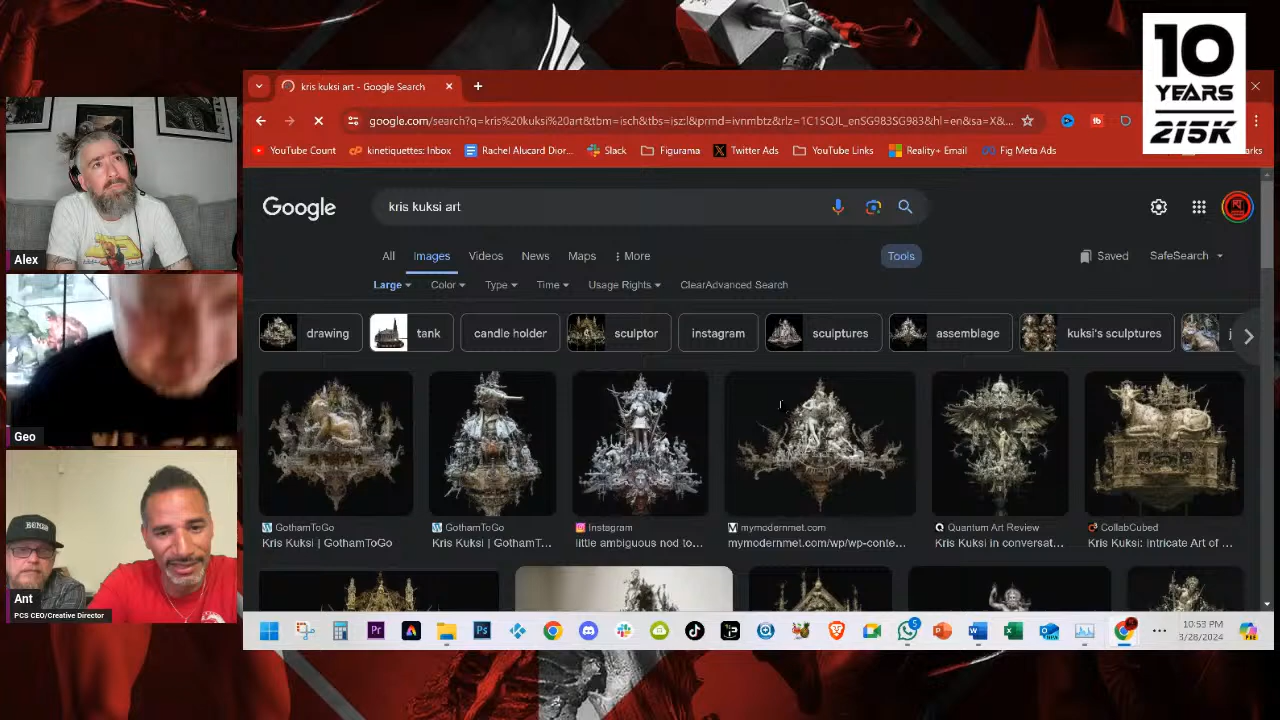 10
YEARS
215K
kris kuksi art - Google Search
google.com/search?q=kris%20kuksi%20art&tbm=isch&tbs=isz:l&prmd=ivnmbtz&rlz=1C1SQJL_enSG983SG983&hl=en&sa=X&...
YouTube Count
kinetiquettes: Inbox
Rachel Alucard Dior...
Slack
Figurama
Twitter Ads
YouTube Links
Reality+ Email
Fig Meta Ads
Google
kris kuksi art
All
Images
Videos
News
Maps
More
Tools
Saved
SafeSearch
Large
Color
Type
Time
Usage Rights
Clear
Advanced Search
drawing
tank
candle holder
sculptor
instagram
sculptures
assemblage
kuksi's sculptures
GothamToGo
Kris Kuksi | GothamToGo
GothamToGo
Kris Kuksi | GothamT...
Instagram
little ambiguous nod to...
mymodernmet.com
mymodernmet.com/wp/wp-conte...
Quantum Art Review
Kris Kuksi in conversat...
CollabCubed
Kris Kuksi: Intricate Art of ...
10:53 PM
3/28/2024
Alex
Geo
Ant
PCS CEO/Creative Director